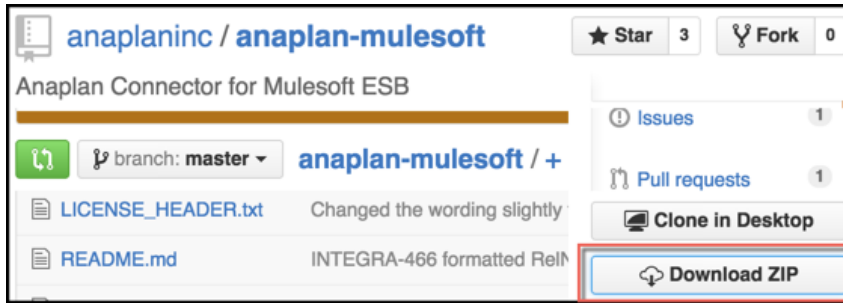 anaplaninc / anaplan-mulesoft
Star 3
Fork 0
Anaplan Connector for Mulesoft ESB
Issues 1
branch: master
anaplan-mulesoft / +
Pull requests 1
LICENSE_HEADER.txt Changed the wording slightly
Clone in Desktop
README.md INTEGRA-466 formatted RelN
Download ZIP